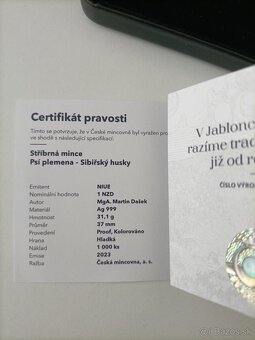 Certifikát pravosti
Tímto se potvrzuje, že v České mincovně byl vyražen pro
ve shodě s následující specifikací.
Stříbrná mince
Psí plemena - Sibiřský husky
Emitent NIUE
Nominální hodnota 1 NZD
Autor MgA. Martin Dašek
Materiál Ag 999
Hmotnost 31,1 g
Průměr 37 mm
Provedení Proof, Kolorováno
Hrana Hladká
Náklad 1 000 ks
Emise 2023
Ražba Česká mincovna, a. s.
V Jablonc
razíme trad
již od r
ČÍSLO VÝRO